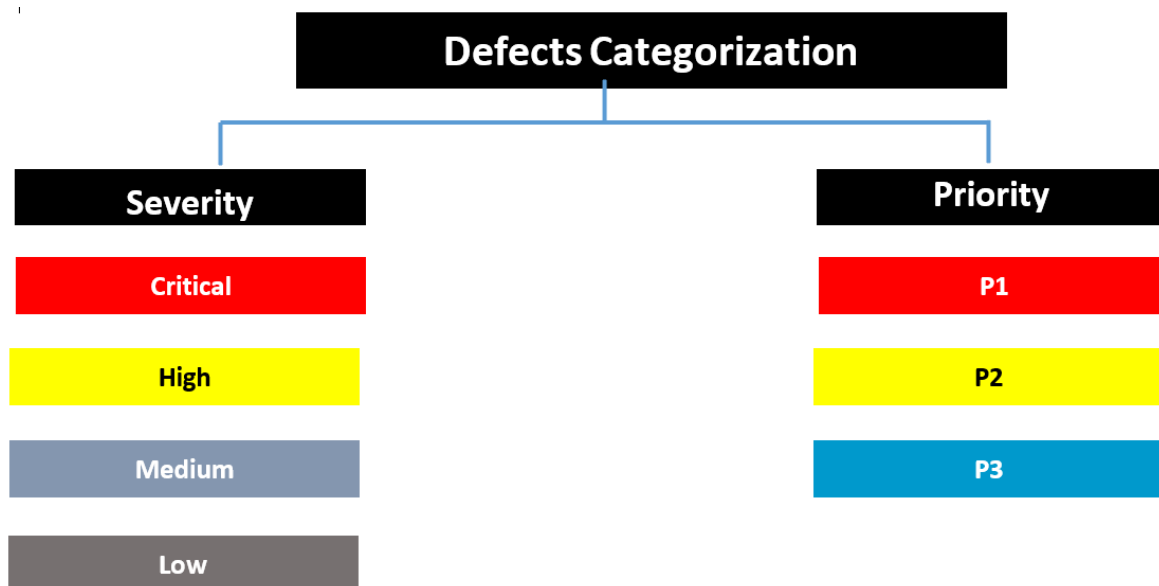 Defects Categorization
Severity
Priority
Critical
P1
High
P2
Medium
P3
Low